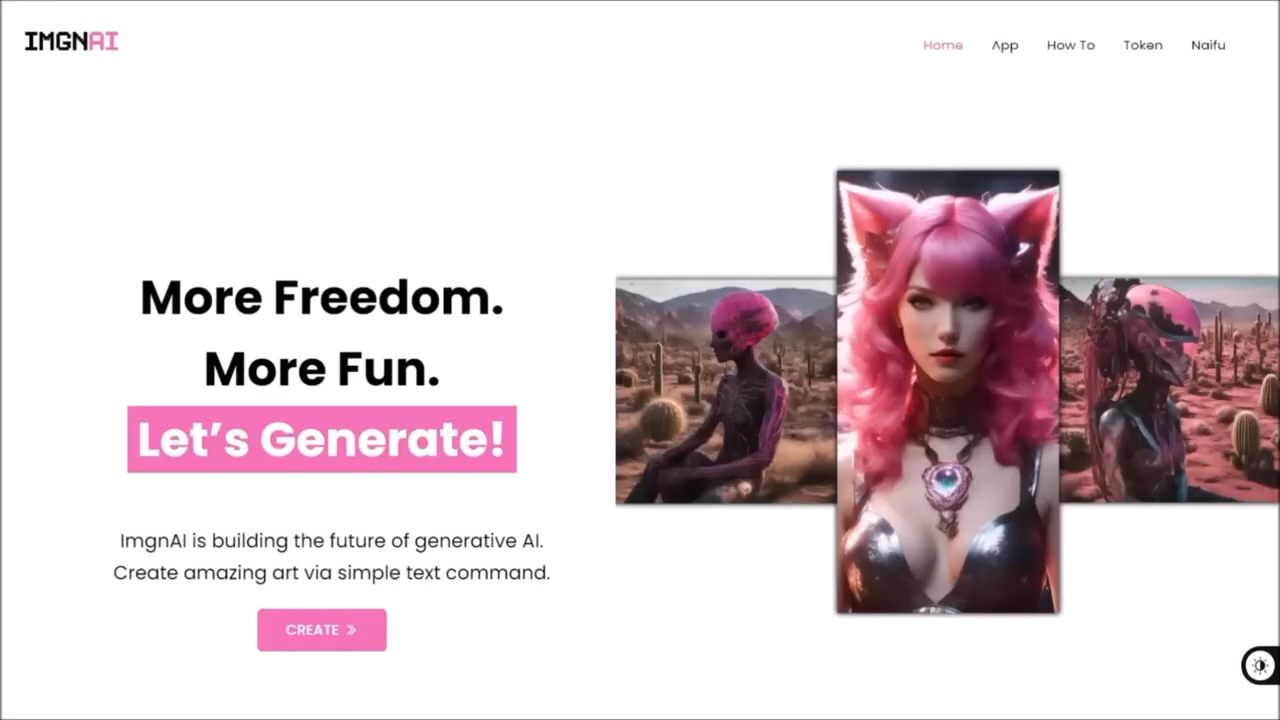 IMGNAI
Home App How To Token Naifu
More Freedom.
More Fun.
Let’s Generate!
ImgnAI is building the future of generative AI.
Create amazing art via simple text command.
CREATE